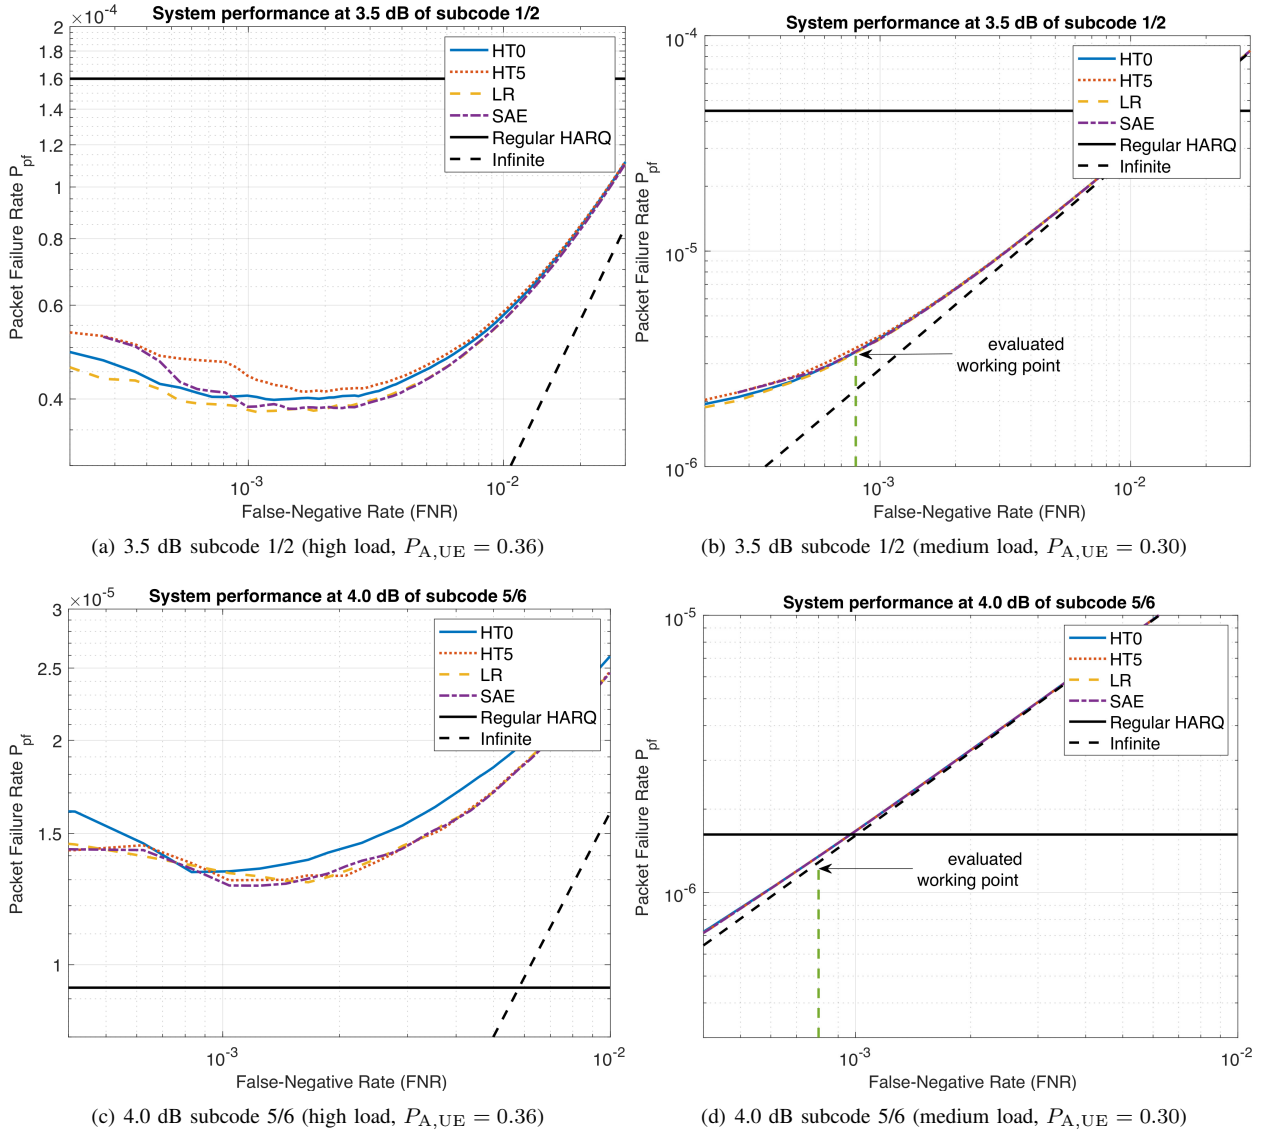 System performance at 3.5 dB of subcode 1/2
×10⁻⁴
2
1.8
1.6
1.4
1.2
1
0.8
0.6
0.4
Packet Failure Rate P_pf
HT0
HT5
LR
SAE
Regular HARQ
Infinite
10⁻³
10⁻²
False-Negative Rate (FNR)
(a) 3.5 dB subcode 1/2 (high load, P_A,UE = 0.36)
System performance at 3.5 dB of subcode 1/2
10⁻⁴
10⁻⁵
10⁻⁶
Packet Failure Rate P_pf
HT0
HT5
LR
SAE
Regular HARQ
Infinite
evaluated
working point
10⁻³
10⁻²
False-Negative Rate (FNR)
(b) 3.5 dB subcode 1/2 (medium load, P_A,UE = 0.30)
System performance at 4.0 dB of subcode 5/6
×10⁻⁵
3
2.5
2
1.5
1
Packet Failure Rate P_pf
HT0
HT5
LR
SAE
Regular HARQ
Infinite
10⁻³
10⁻²
False-Negative Rate (FNR)
(c) 4.0 dB subcode 5/6 (high load, P_A,UE = 0.36)
System performance at 4.0 dB of subcode 5/6
10⁻⁵
10⁻⁶
Packet Failure Rate P_pf
HT0
HT5
LR
SAE
Regular HARQ
Infinite
evaluated
working point
10⁻³
10⁻²
False-Negative Rate (FNR)
(d) 4.0 dB subcode 5/6 (medium load, P_A,UE = 0.30)